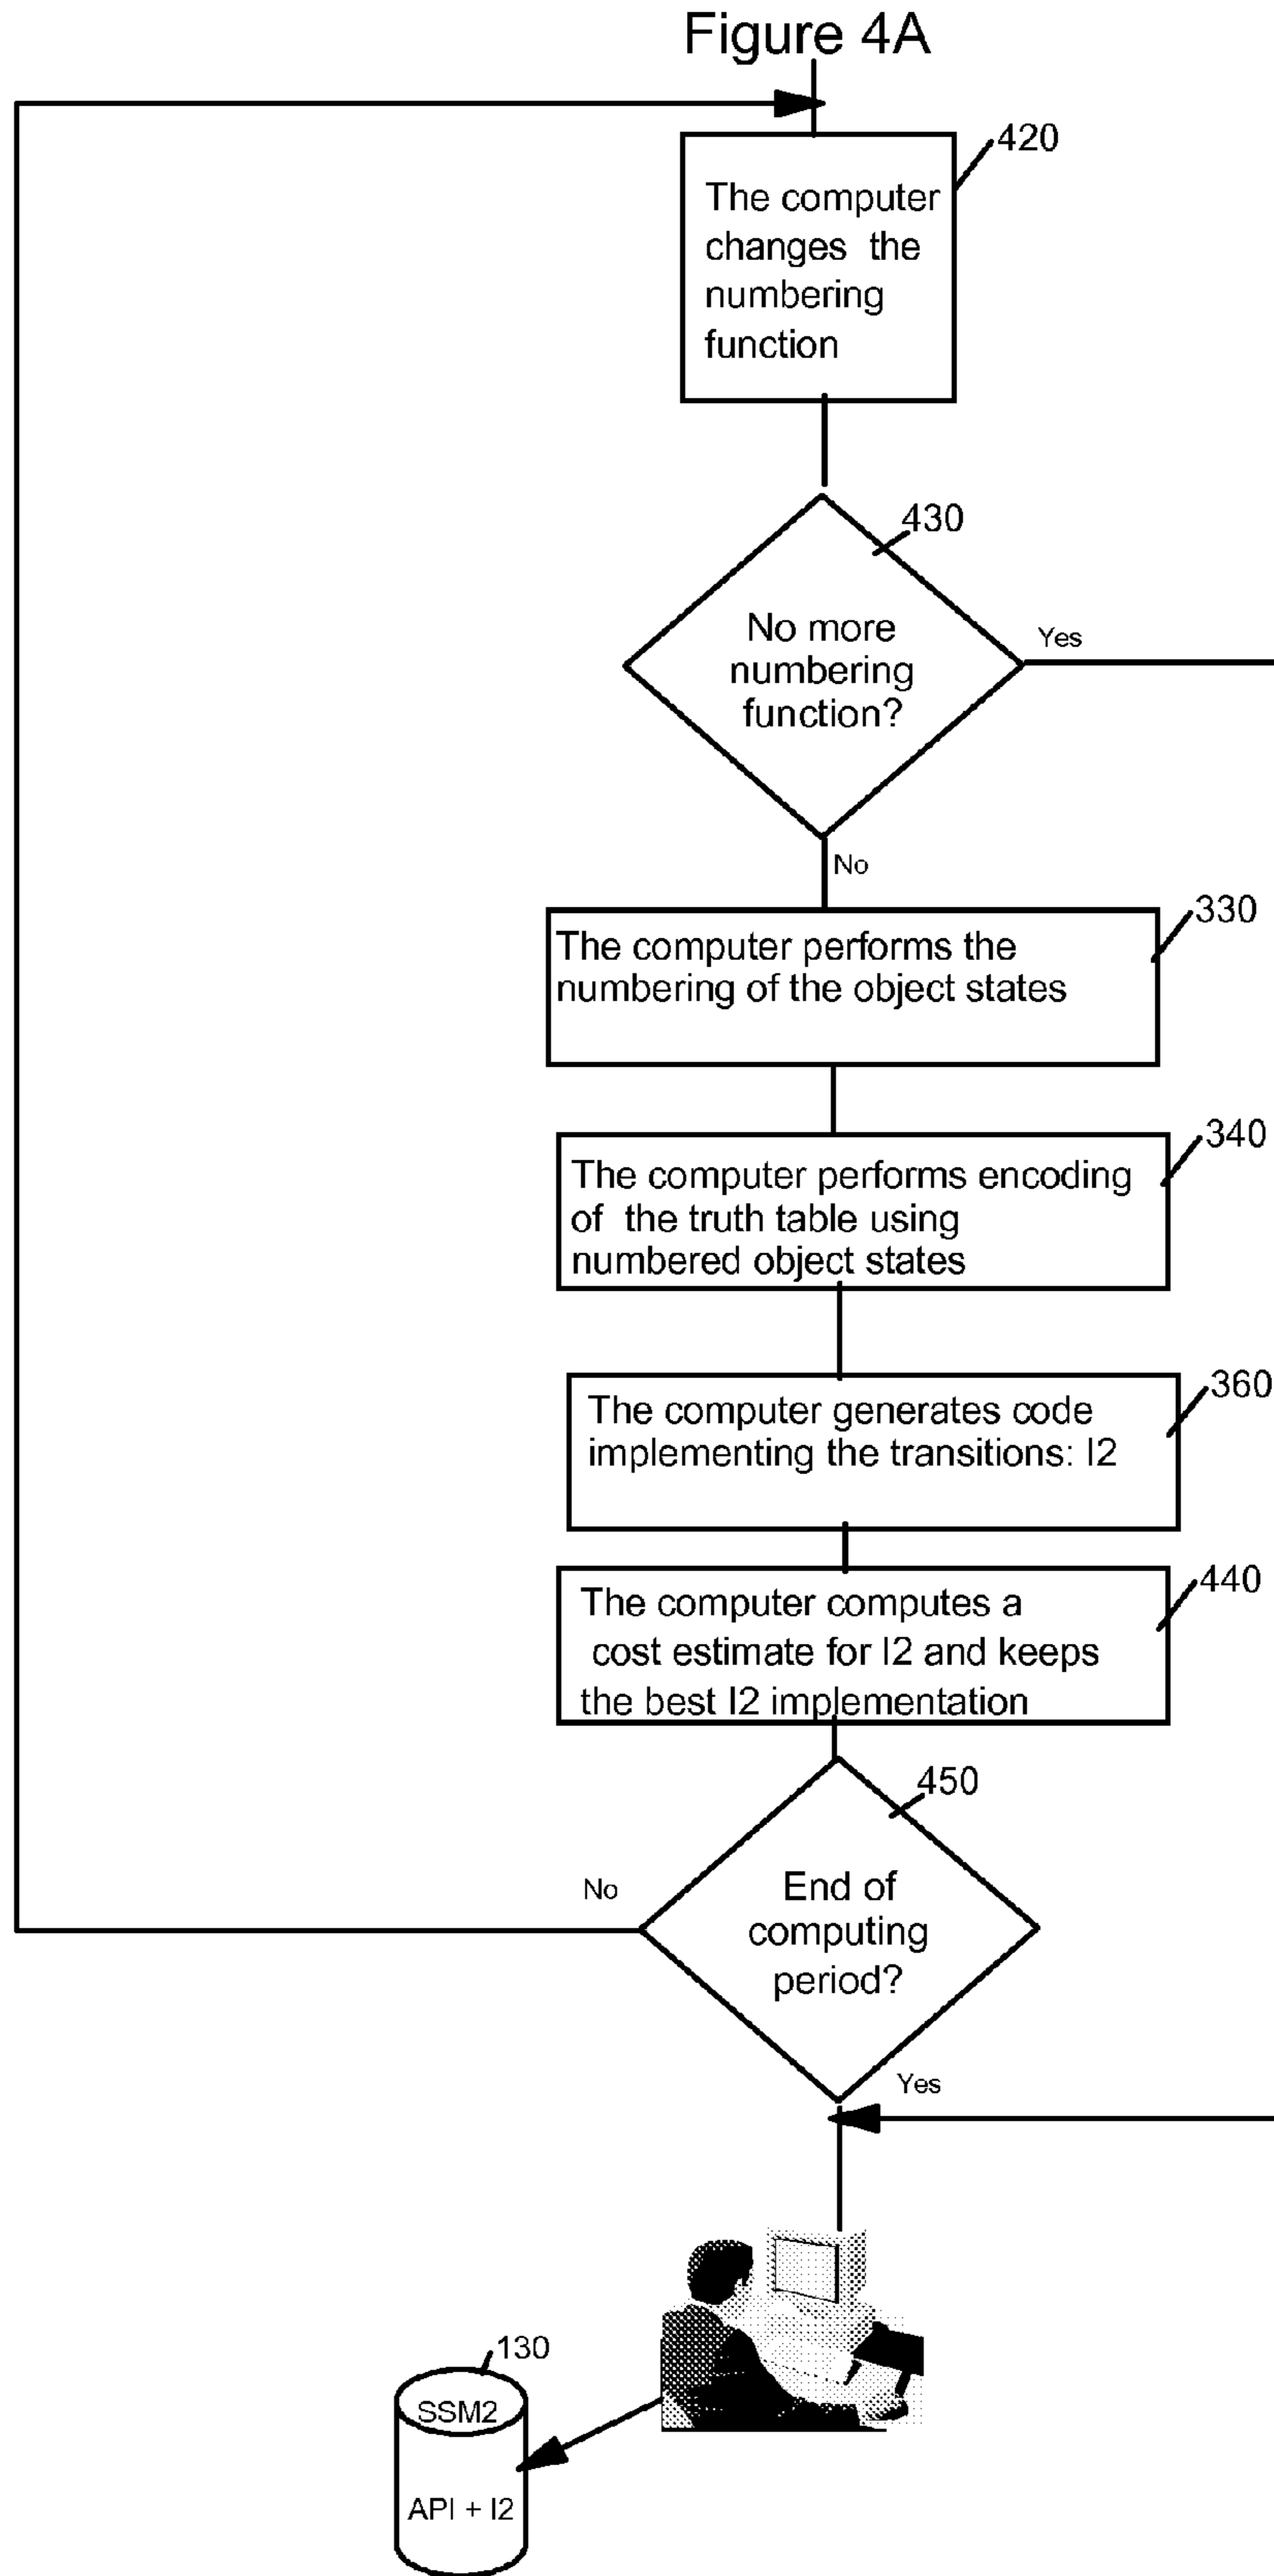 Figure 4A
420
The computer
changes the
numbering
function
430
No more
numbering
function?
Yes
No
330
The computer performs the
numbering of the object states
340
The computer performs encoding
of the truth table using
numbered object states
360
The computer generates code
implementing the transitions: I2
440
The computer computes a
cost estimate for I2 and keeps
the best I2 implementation
450
End of
computing
period?
No
Yes
130
SSM2
API + I2